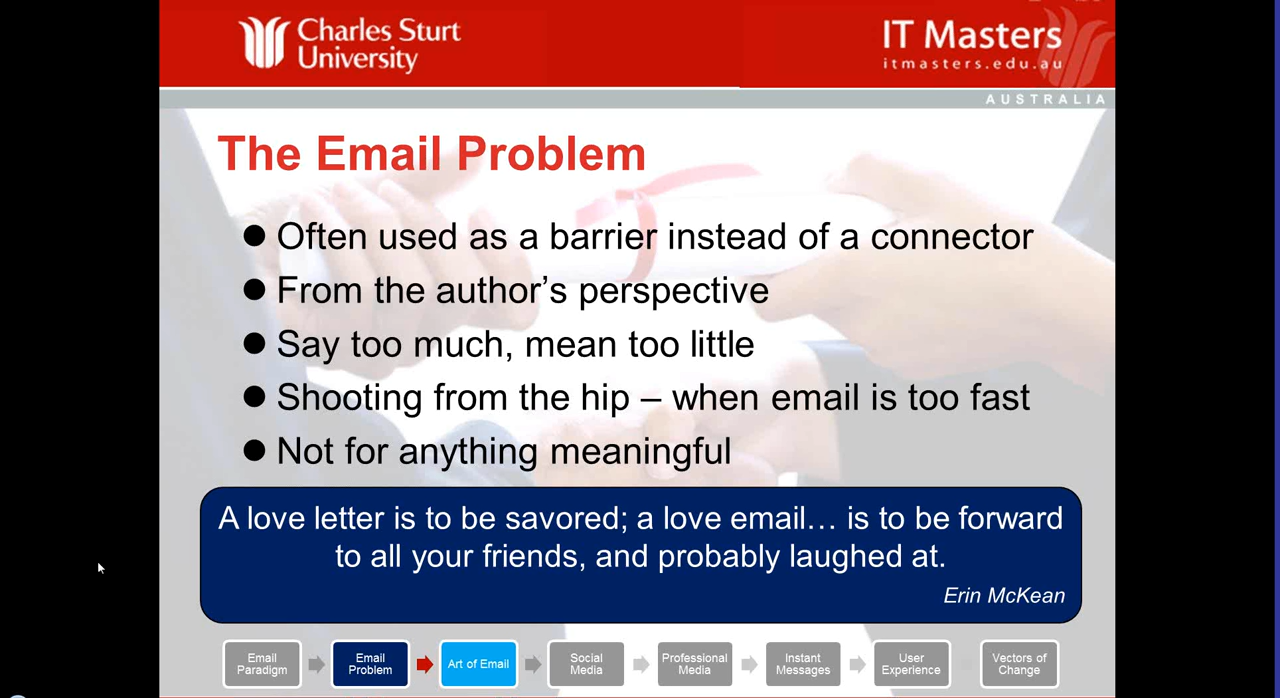 Charles Sturt
University
IT Masters
itmasters.edu.au
AUSTRALIA
The Email Problem
● Often used as a barrier instead of a connector
● From the author’s perspective
● Say too much, mean too little
● Shooting from the hip – when email is too fast
● Not for anything meaningful
A love letter is to be savored; a love email… is to be forward
to all your friends, and probably laughed at.
Erin McKean
Email
Paradigm
Email
Problem
Art of Email
Social
Media
Professional
Media
Instant
Messages
User
Experience
Vectors of
Change